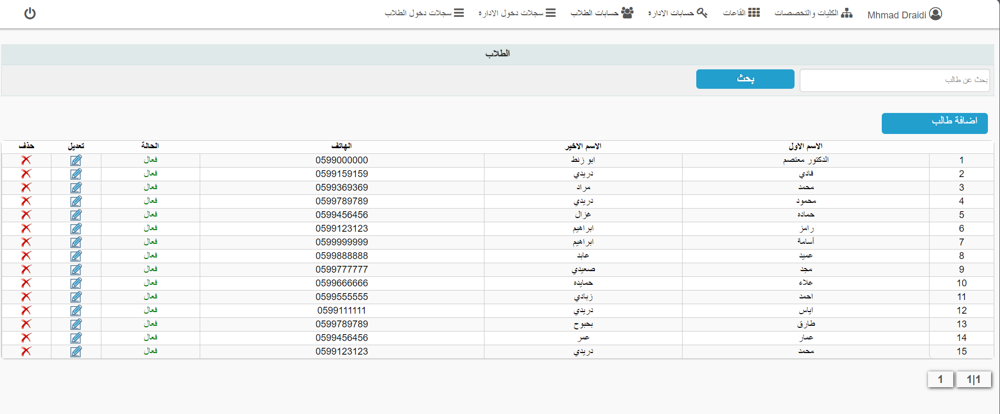 Mhmad Draidi الكليات والتخصصات القاعات حسابات الادارة حسابات الطلاب سجلات دخول الادارة سجلات دخول الطلاب
الطلاب
بحث عن طالب بحث
اضافة طالب
الاسم الاول الاسم الاخير الهاتف الحالة تعديل حذف
1 الدكتور معتصم ابو زنط 0599000000 فعال
2 فادي دريدي 0599159159 فعال
3 محمد مراد 0599369369 فعال
4 محمود دريدي 0599789789 فعال
5 حماده غزال 0599456456 فعال
6 رامز ابراهيم 0599123123 فعال
7 أسامة ابراهيم 0599999999 فعال
8 عميد عابد 0599888888 فعال
9 مجد صعيدي 0599777777 فعال
10 علاء حمايده 0599666666 فعال
11 احمد زبادي 0599555555 فعال
12 اياس دريدي 0599111111 فعال
13 طارق بحبوح 0599789789 فعال
14 عمار عمر 0599456456 فعال
15 محمد دريدي 0599123123 فعال
1|1 1